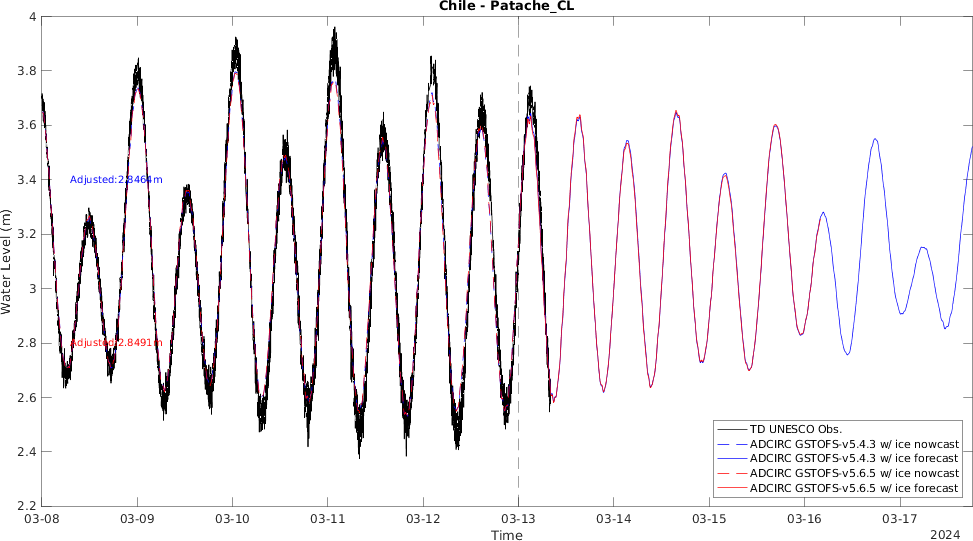 Chile - Patache_CL
4
3.8
3.6
3.4
3.2
3
2.8
2.6
2.4
2.2
Water Level (m)
Adjusted:2.8464m
Adjusted:2.8491m
TD UNESCO Obs.
ADCIRC GSTOFS-v5.4.3 w/ ice nowcast
ADCIRC GSTOFS-v5.4.3 w/ ice forecast
ADCIRC GSTOFS-v5.6.5 w/ ice nowcast
ADCIRC GSTOFS-v5.6.5 w/ ice forecast
03-08 03-09 03-10 03-11 03-12 03-13 03-14 03-15 03-16 03-17
Time
2024